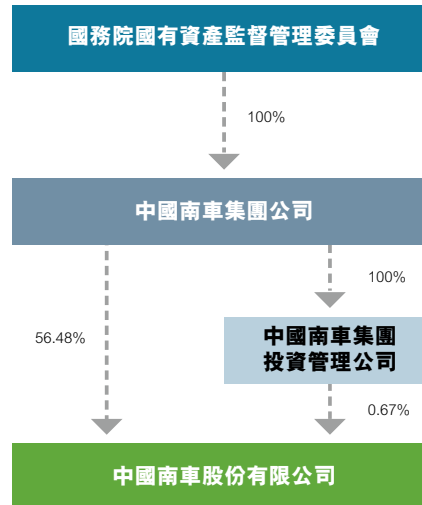 國務院國有資產監督管理委員會
100%
中國南車集團公司
100%
56.48%
中國南車集團
投資管理公司
0.67%
中國南車股份有限公司